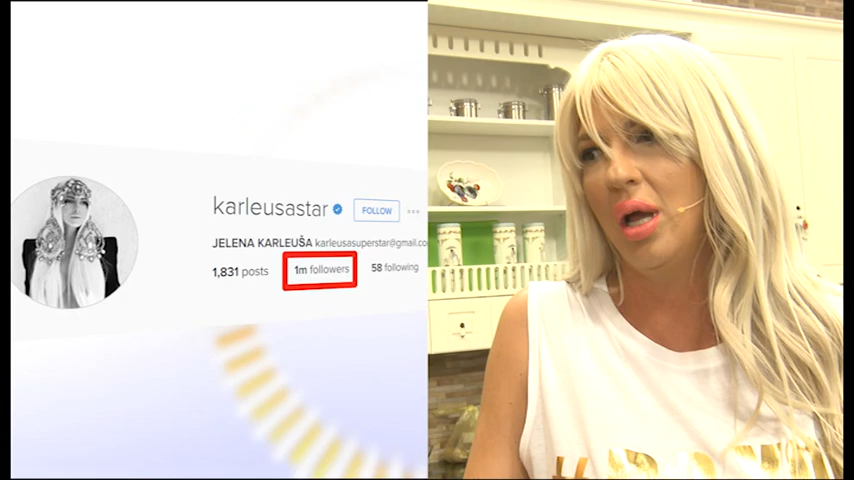 karleusastar FOLLOW
JELENA KARLEUŠA karleusasuperstar@gmail.co
1,831 posts 1m followers 58 following